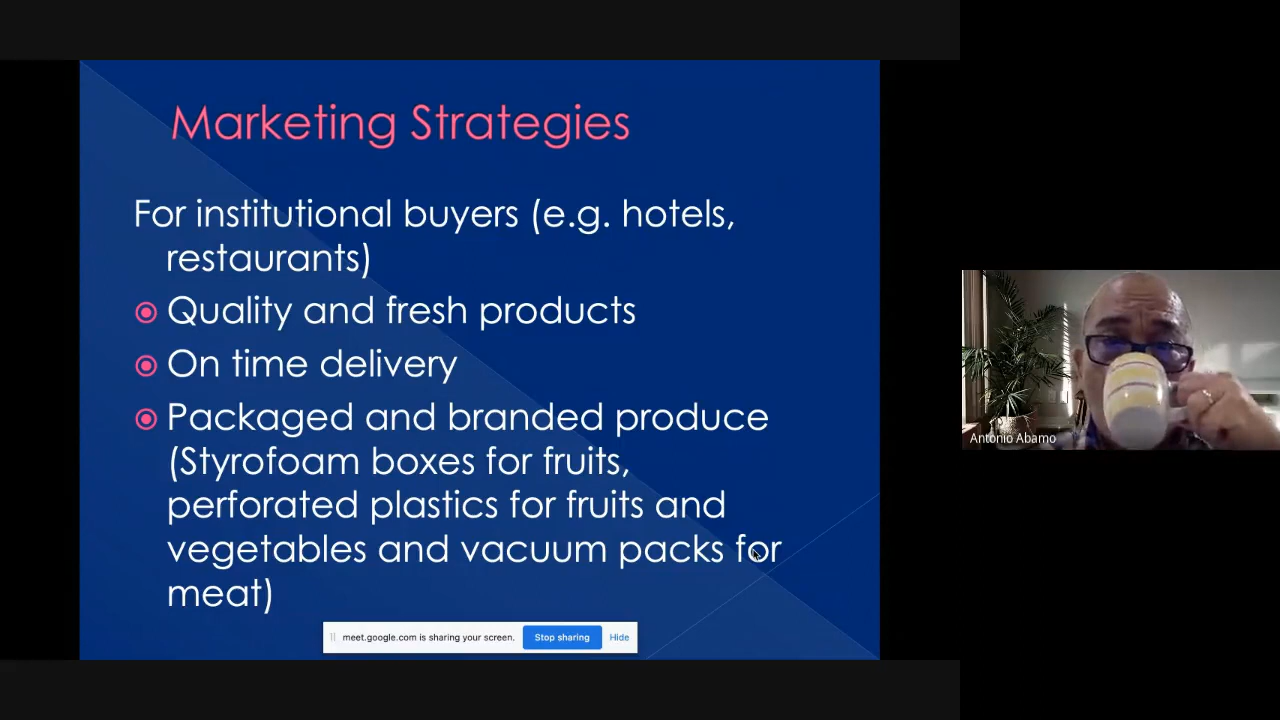 Marketing Strategies
For institutional buyers (e.g. hotels,
restaurants)
Quality and fresh products
On time delivery
Packaged and branded produce
(Styrofoam boxes for fruits,
perforated plastics for fruits and
vegetables and vacuum packs for
meat)
meet.google.com is sharing your screen. Stop sharing Hide
Antonio Abamo